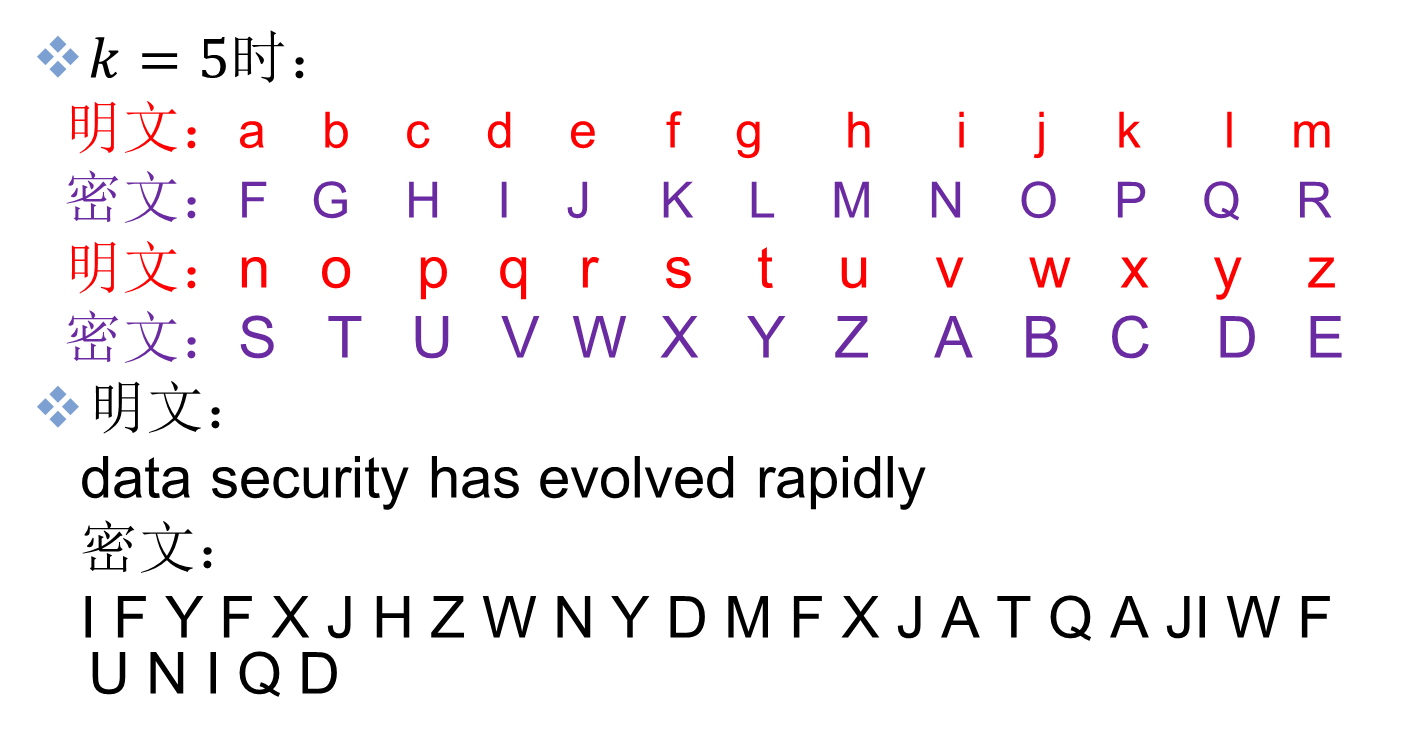 ❖k = 5时：
明文：a b c d e f g h i j k l m
密文：F G H I J K L M N O P Q R
明文：n o p q r s t u v w x y z
密文：S T U V W X Y Z A B C D E
❖明文：
data security has evolved rapidly
密文：
I F Y F X J H Z W N Y D M F X J A T Q A JI W F
U N I Q D